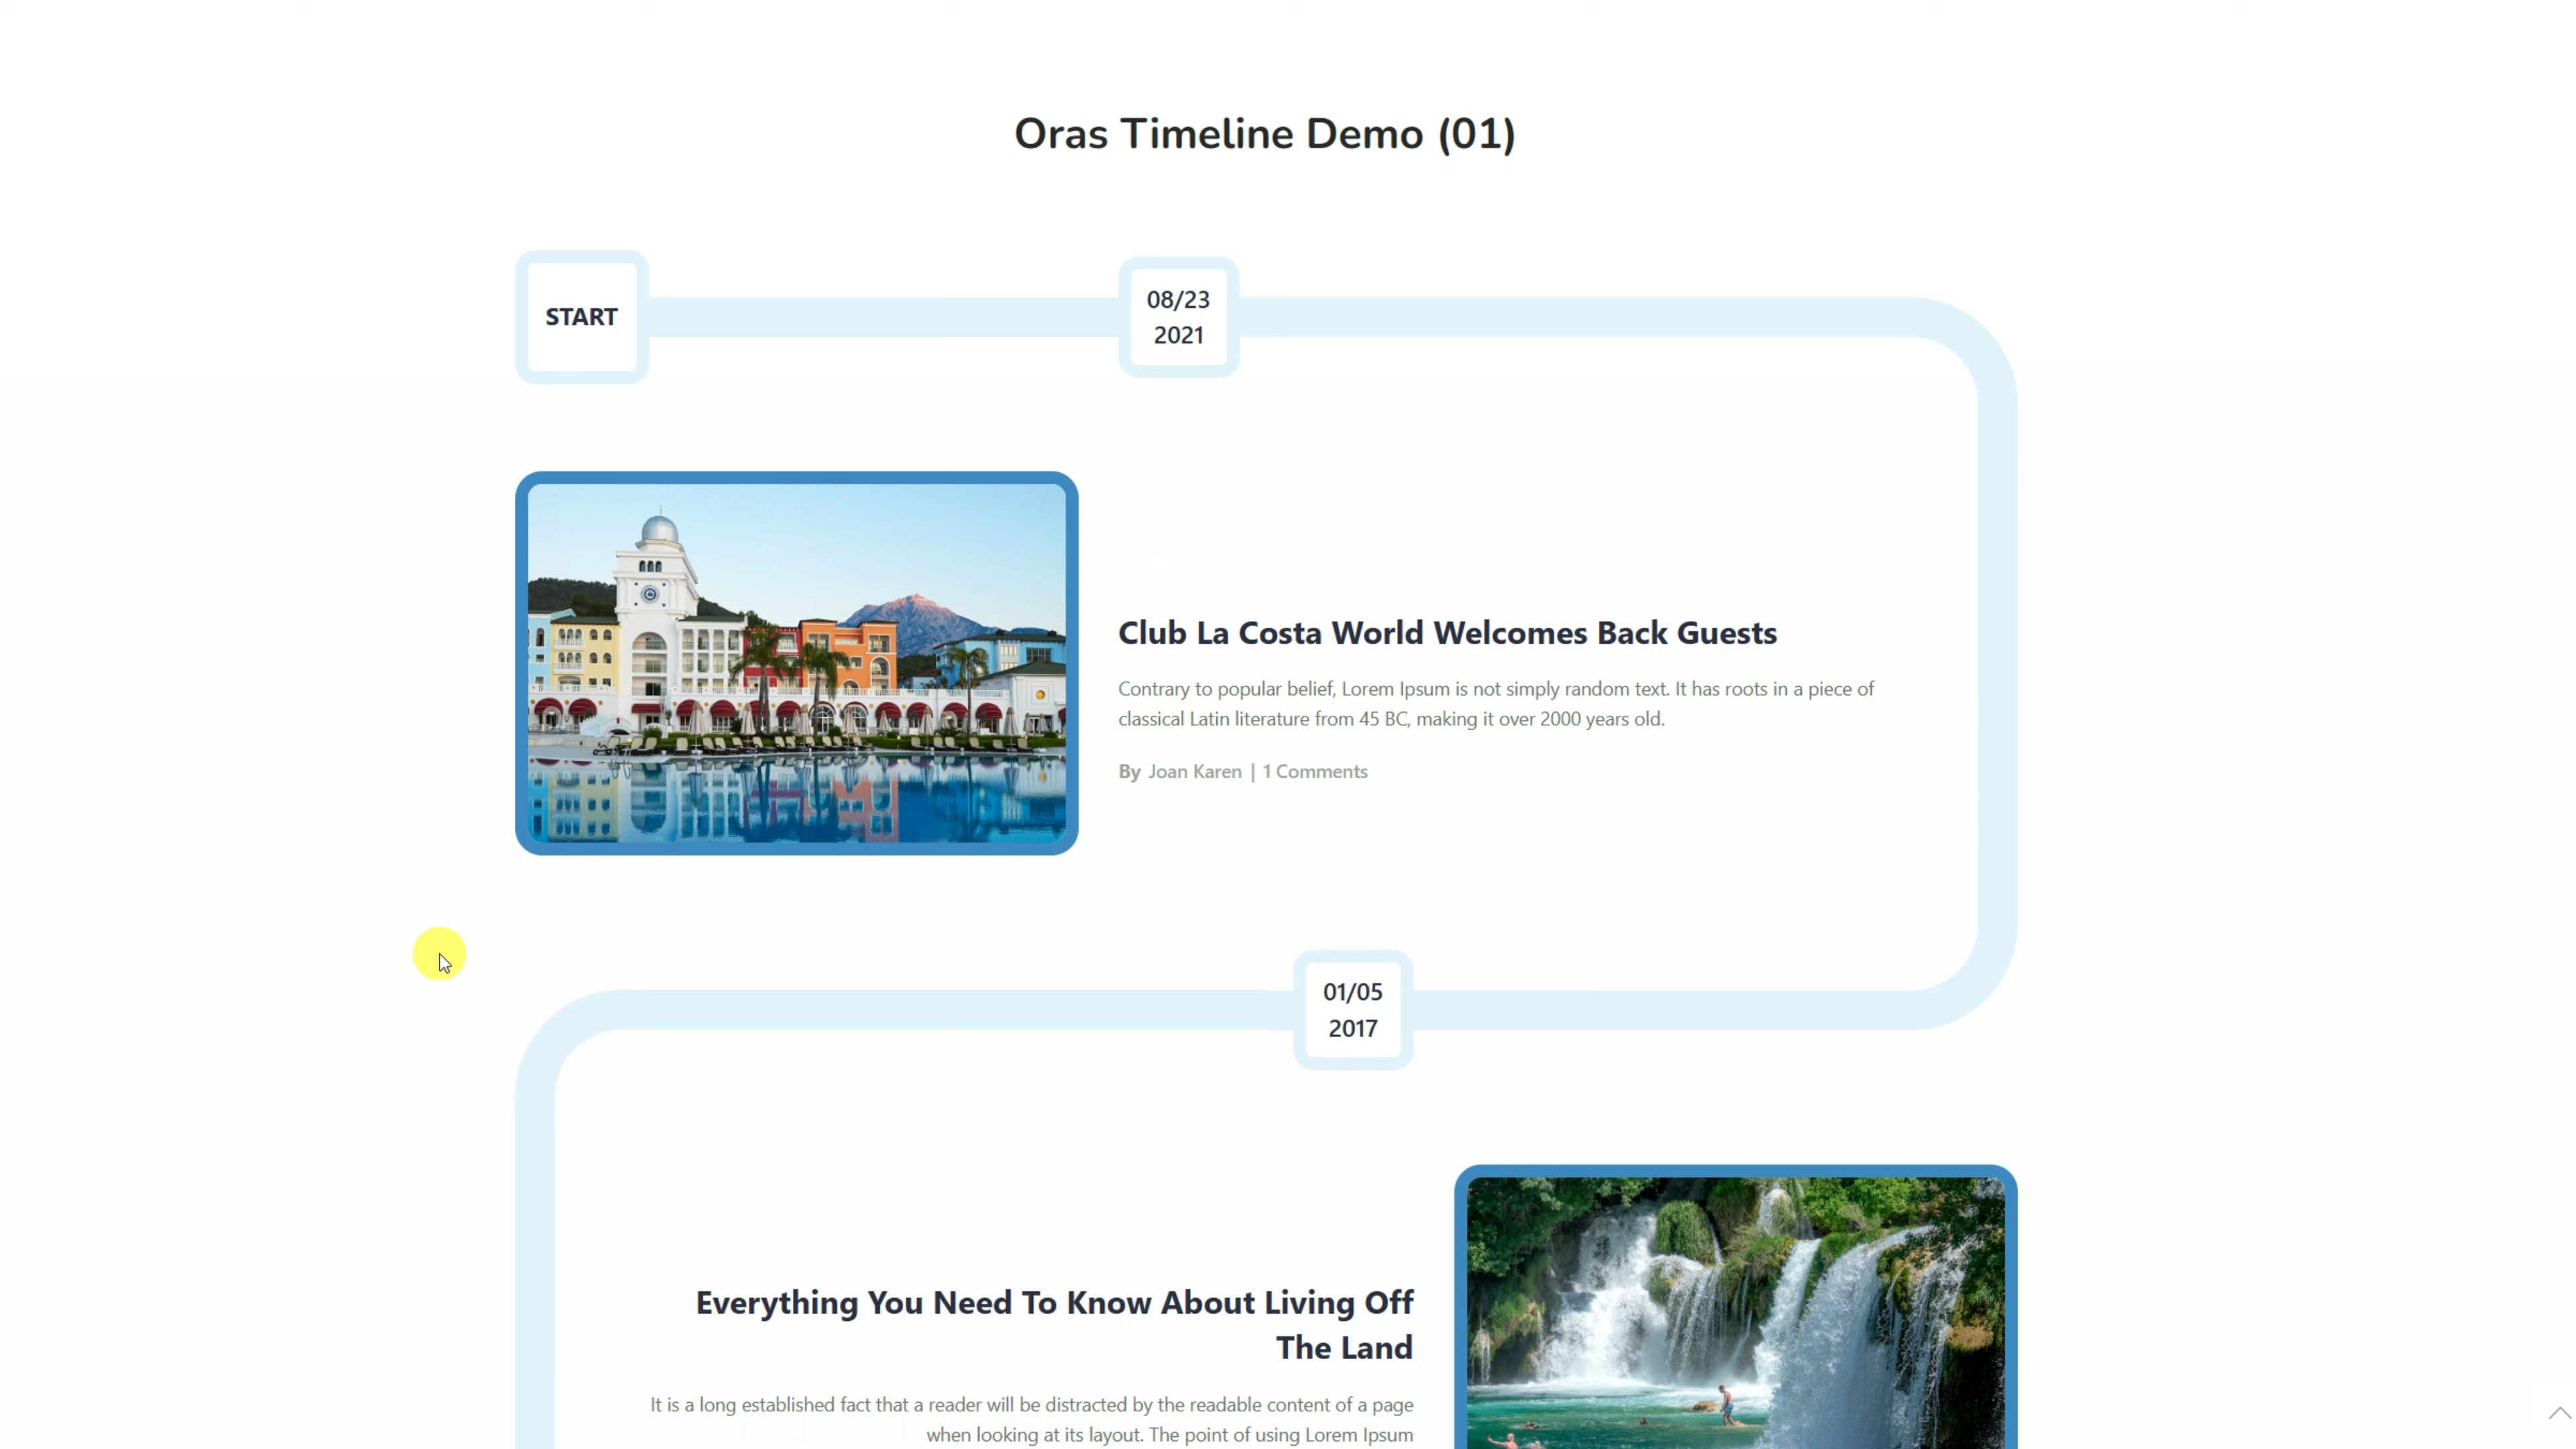 Oras Timeline Demo (01)
START
08/23
2021
Club La Costa World Welcomes Back Guests
Contrary to popular belief, Lorem Ipsum is not simply random text. It has roots in a piece of
classical Latin literature from 45 BC, making it over 2000 years old.
By Joan Karen | 1 Comments
01/05
2017
Everything You Need To Know About Living Off
The Land
It is a long established fact that a reader will be distracted by the readable content of a page
when looking at its layout. The point of using Lorem Ipsum